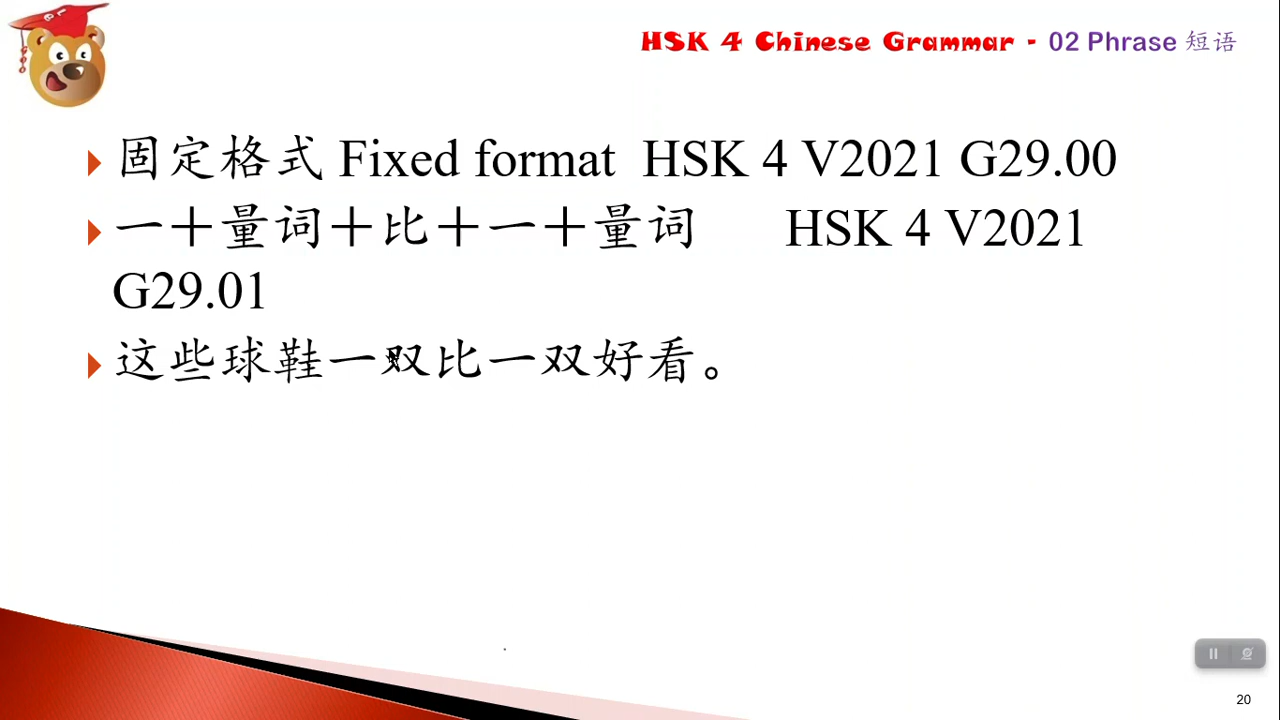 HSK 4 Chinese Grammar - 02 Phrase 短语
固定格式 Fixed format HSK 4 V2021 G29.00
一＋量词＋比＋一＋量词 HSK 4 V2021
G29.01
这些球鞋一双比一双好看。
20